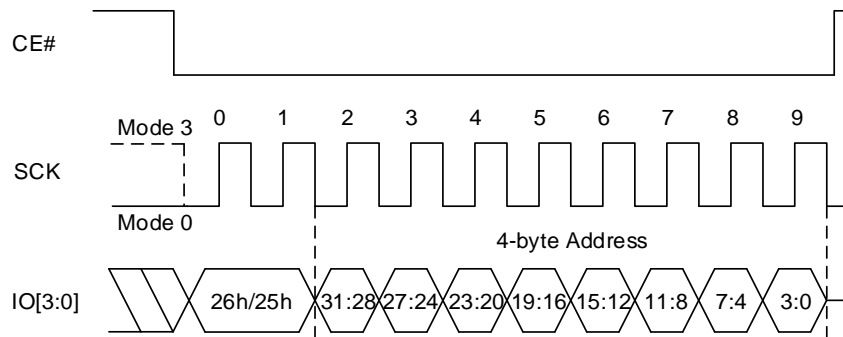 CE#
Mode 3 0 1 2 3 4 5 6 7 8 9
SCK
Mode 0
4-byte Address
IO[3:0] 26h/25h 31:28 27:24 23:20 19:16 15:12 11:8 7:4 3:0